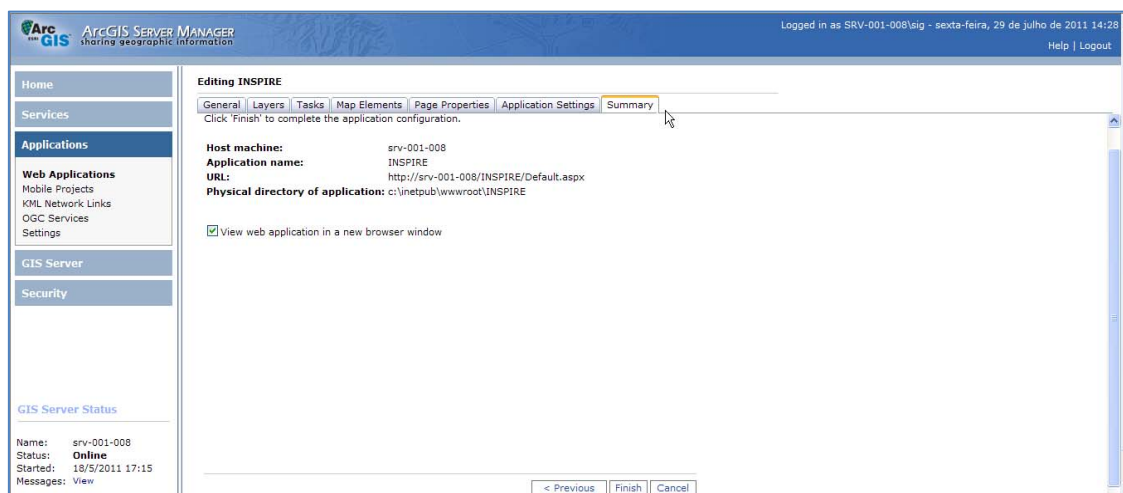 Arc GIS ArcGIS Server Manager
sharing geographic information
Logged in as SRV-001-008\sig - sexta-feira, 29 de julho de 2011 14:28
Help | Logout
Home
Services
Applications
Web Applications
Mobile Projects
KML Network Links
OGC Services
Settings
GIS Server
Security
GIS Server Status
Name: srv-001-008
Status: Online
Started: 18/5/2011 17:15
Messages: View
Editing INSPIRE
General Layers Tasks Map Elements Page Properties Application Settings Summary
Click 'Finish' to complete the application configuration.
Host machine: srv-001-008
Application name: INSPIRE
URL: http://srv-001-008/INSPIRE/Default.aspx
Physical directory of application: c:\inetpub\wwwroot\INSPIRE
View web application in a new browser window
< Previous Finish Cancel